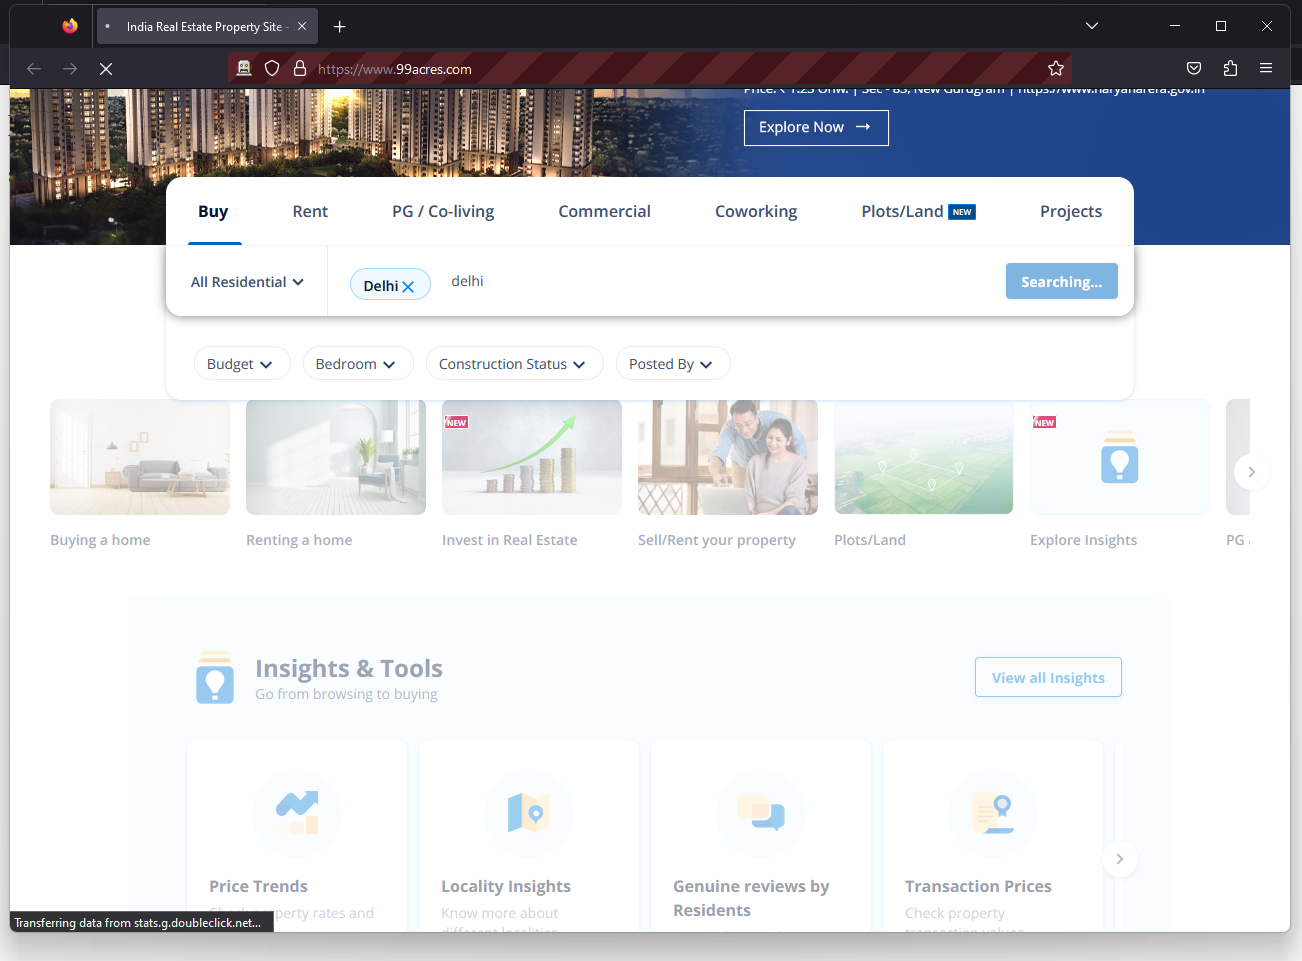 India Real Estate Property Site -
https://www.99acres.com
Price: ₹ 1.25 Onw. | Sec - 83, New Gurugram | https://www.haryanarera.gov.in
Explore Now
Buy
Rent
PG / Co-living
Commercial
Coworking
Plots/Land NEW
Projects
All Residential
Delhi
delhi
Searching...
Budget
Bedroom
Construction Status
Posted By
NEW
NEW
Buying a home
Renting a home
Invest in Real Estate
Sell/Rent your property
Plots/Land
Explore Insights
PG
Insights & Tools
Go from browsing to buying
View all Insights
Price Trends
Locality Insights
Genuine reviews by
Residents
Transaction Prices
Check property rates and
Know more about
different localities
Check property
transaction values
Transferring data from stats.g.doubleclick.net...